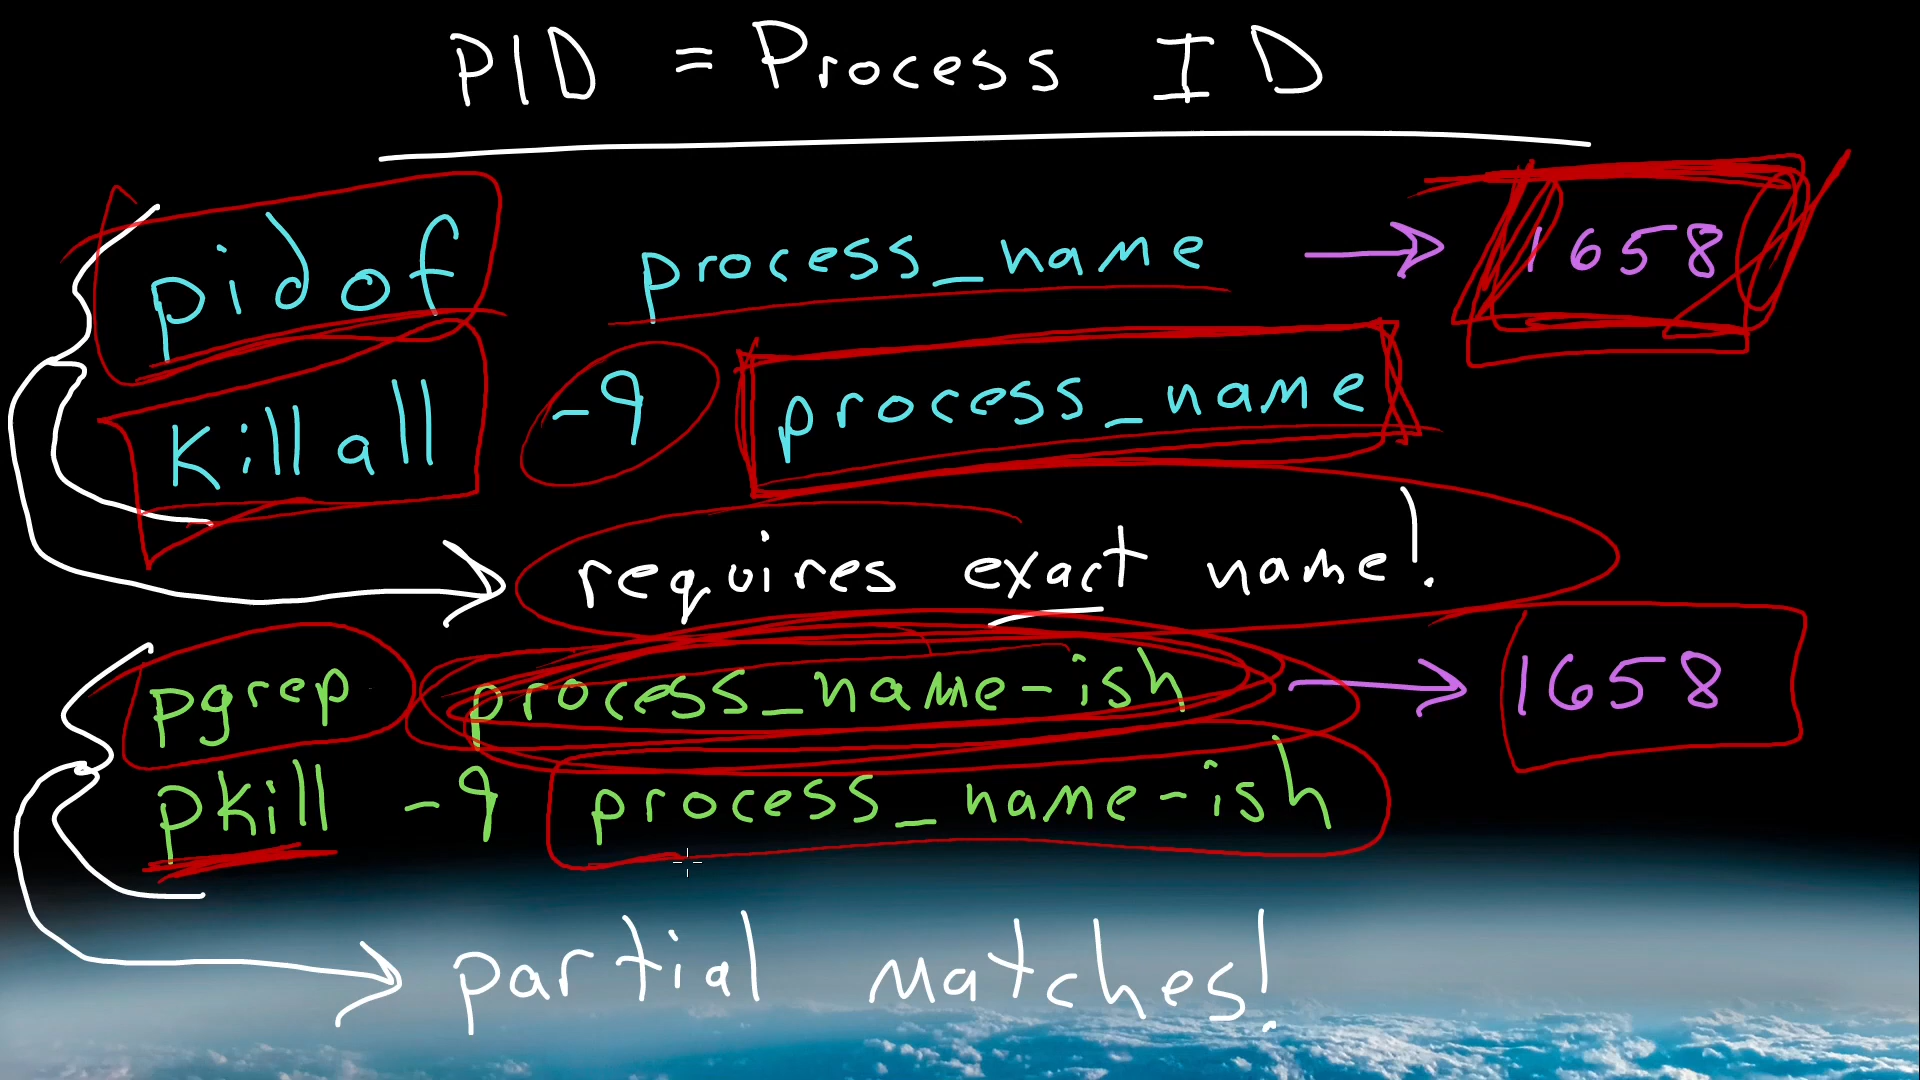 PID = Process ID
pidof process_name → 1658
Killall -9 process_name
requires exact name!
pgrep process_name-ish → 1658
pkill -9 process_name-ish
partial matches!